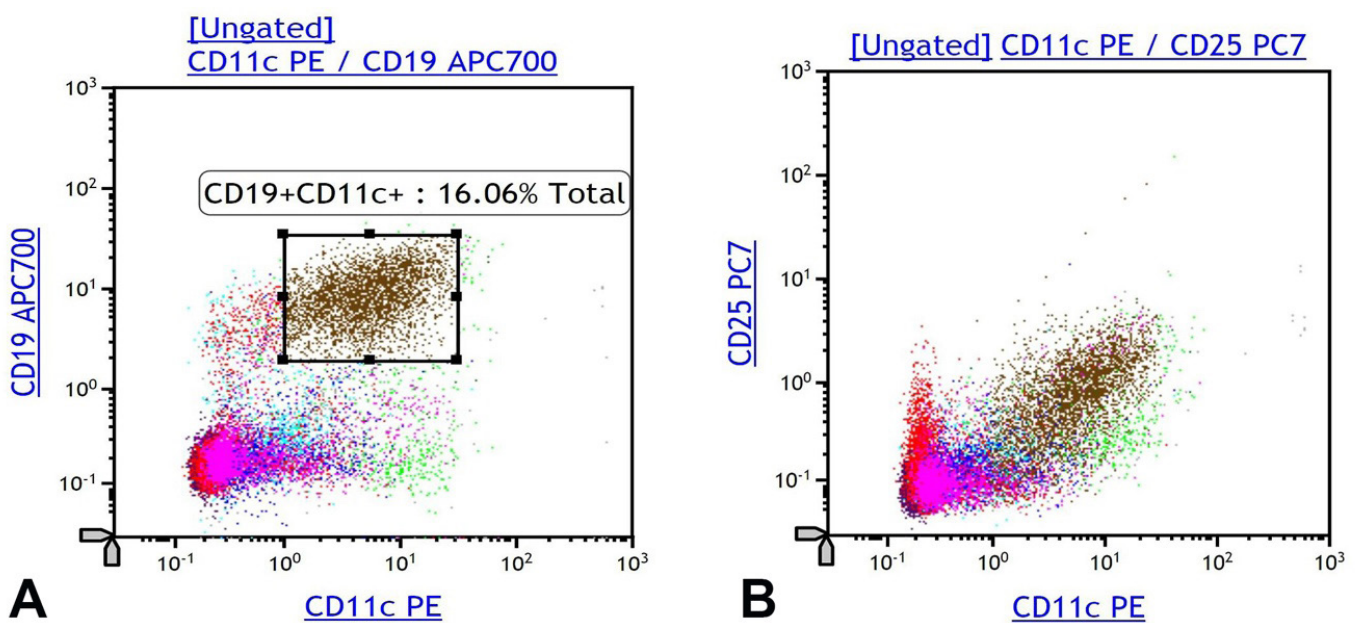 [Ungated]
CD11c PE / CD19 APC700
10³
10²
10¹
10⁰
10⁻¹
CD19 APC700
CD19+CD11c+ : 16.06% Total
10⁻¹ 10⁰ 10¹ 10² 10³
CD11c PE
A
[Ungated] CD11c PE / CD25 PC7
10³
10²
10¹
10⁰
10⁻¹
CD25 PC7
10⁻¹ 10⁰ 10¹ 10² 10³
CD11c PE
B